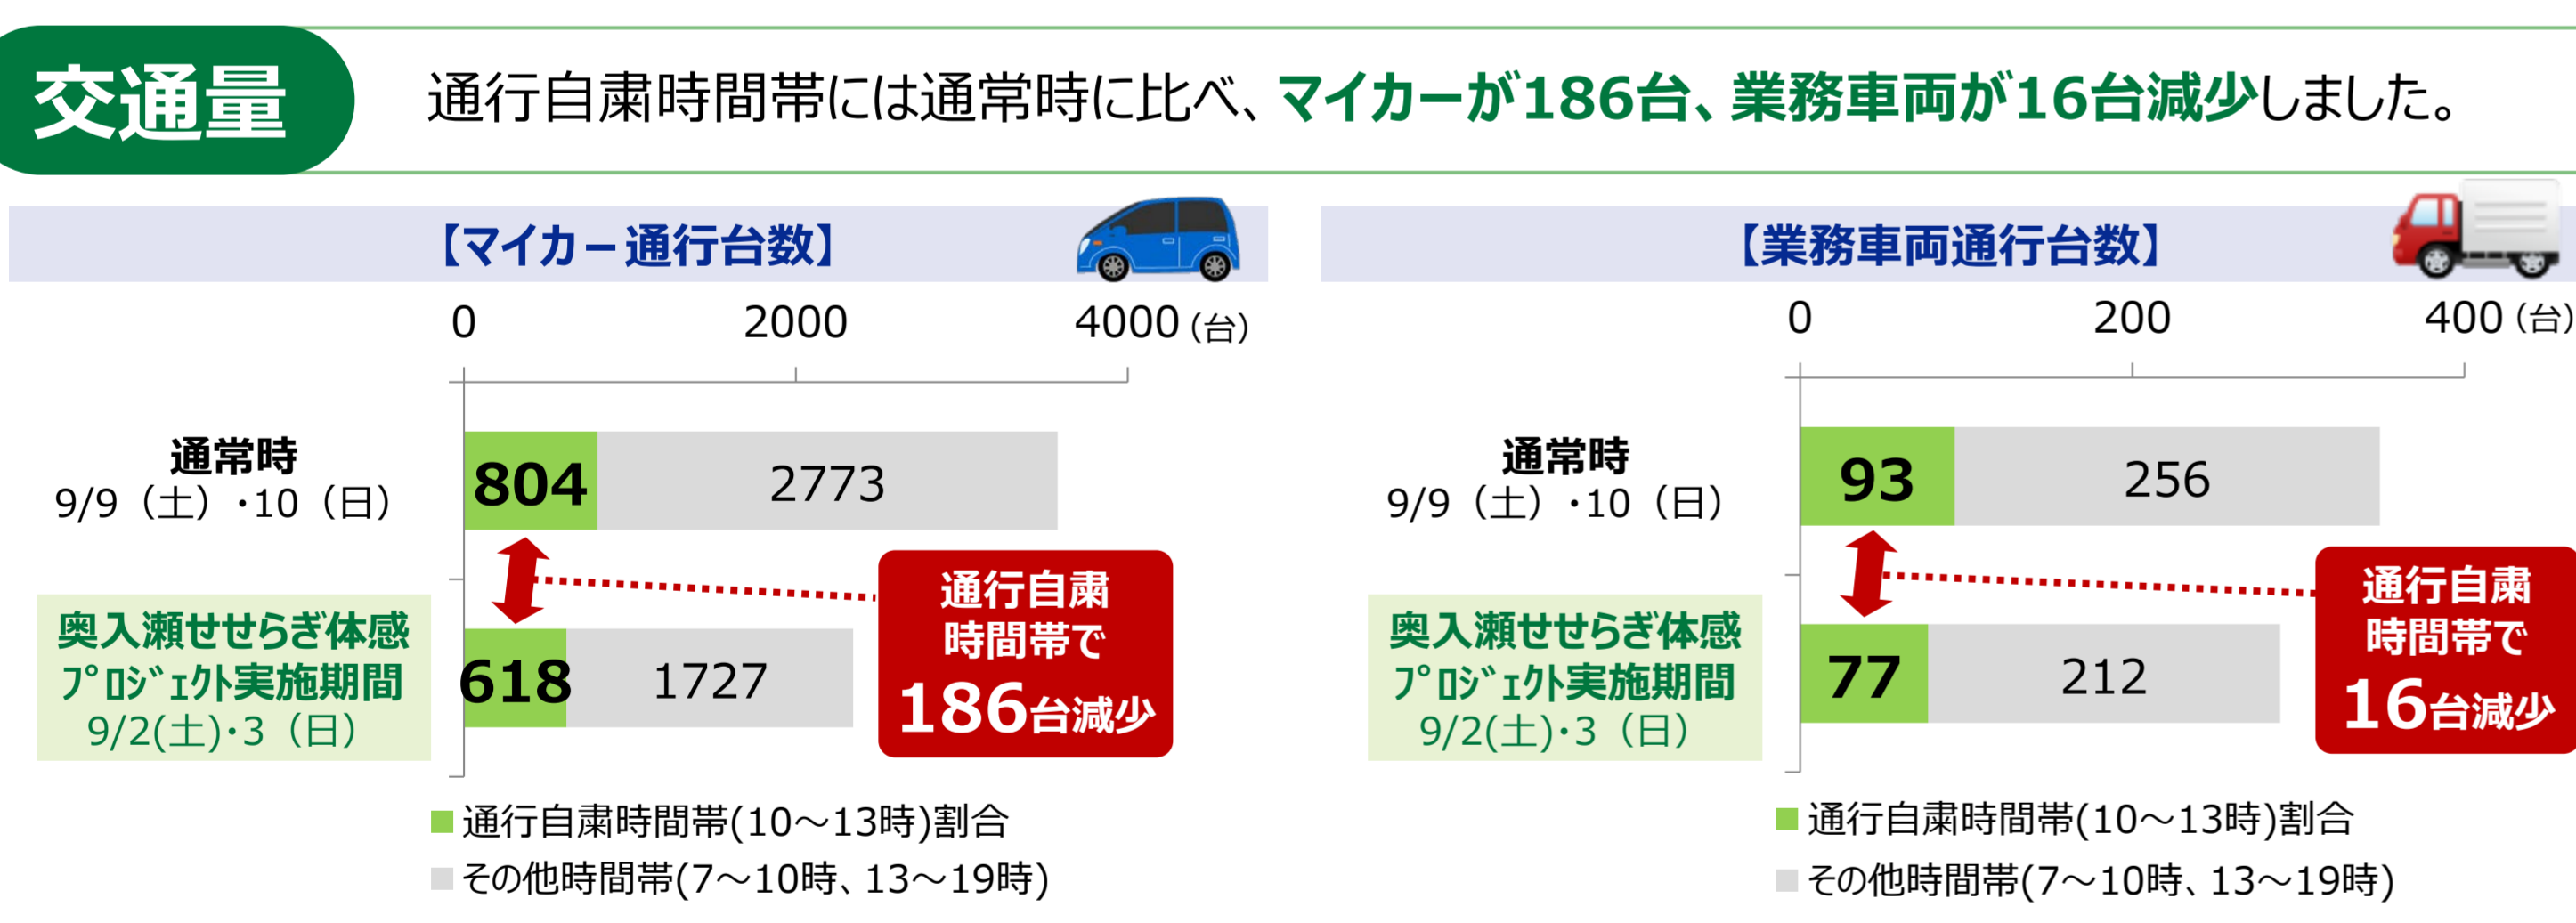 交通量
通行自粛時間帯には通常時に比べ、マイカーが186台、業務車両が16台減少しました。
【マイカー通行台数】
0 2000 4000 (台)
通常時
9/9（土）・10（日）
804 2773
奥入瀬せせらぎ体感
ﾌﾟﾛｼﾞｪｸﾄ実施期間
9/2(土)・3（日）
618 1727
通行自粛
時間帯で
186台減少
■通行自粛時間帯(10～13時)割合
■その他時間帯(7～10時、13～19時)
【業務車両通行台数】
0 200 400 (台)
通常時
9/9（土）・10（日）
93 256
奥入瀬せせらぎ体感
ﾌﾟﾛｼﾞｪｸﾄ実施期間
9/2(土)・3（日）
77 212
通行自粛
時間帯で
16台減少
■通行自粛時間帯(10～13時)割合
■その他時間帯(7～10時、13～19時)